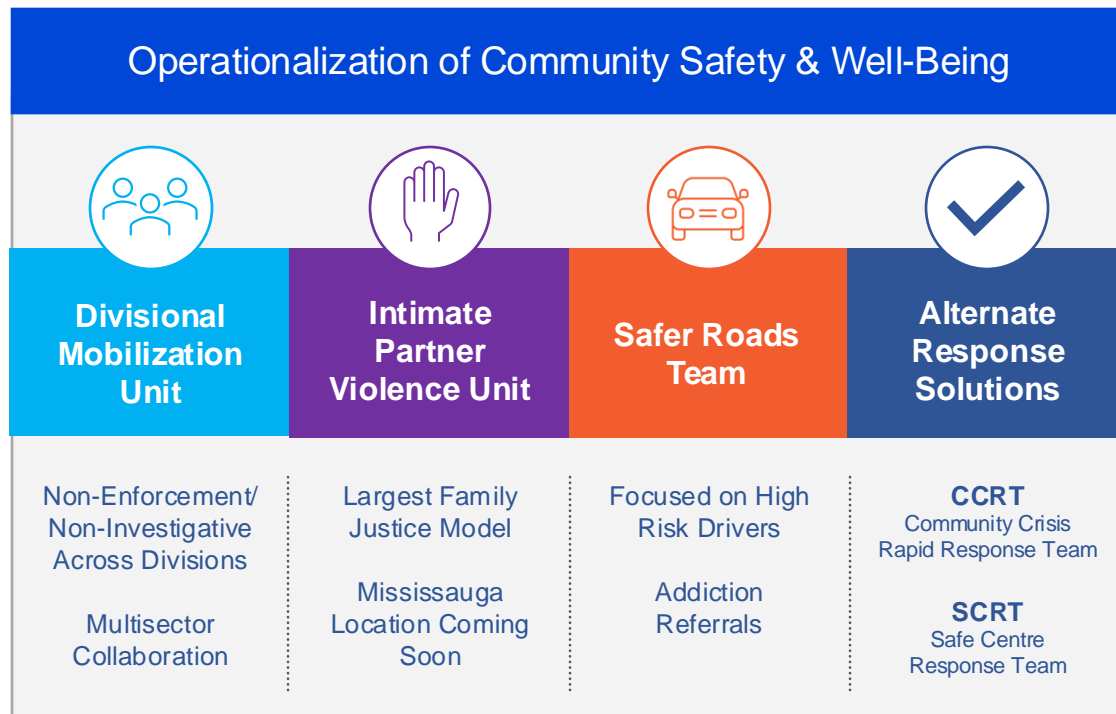 Operationalization of Community Safety & Well-Being
Divisional
Mobilization
Unit
Non-Enforcement/
Non-Investigative
Across Divisions
Multisector
Collaboration
Intimate
Partner
Violence Unit
Largest Family
Justice Model
Mississauga
Location Coming
Soon
Safer Roads
Team
Focused on High
Risk Drivers
Addiction
Referrals
Alternate
Response
Solutions
CCRT
Community Crisis
Rapid Response Team
SCRT
Safe Centre
Response Team